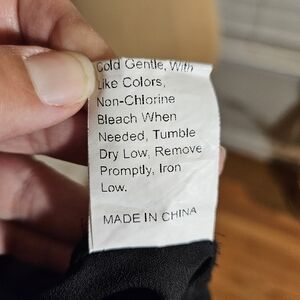 Cold Gentle, With
Like Colors,
Non-Chlorine
Bleach When
Needed, Tumble
Dry Low, Remove
Promptly, Iron
Low.
MADE IN CHINA